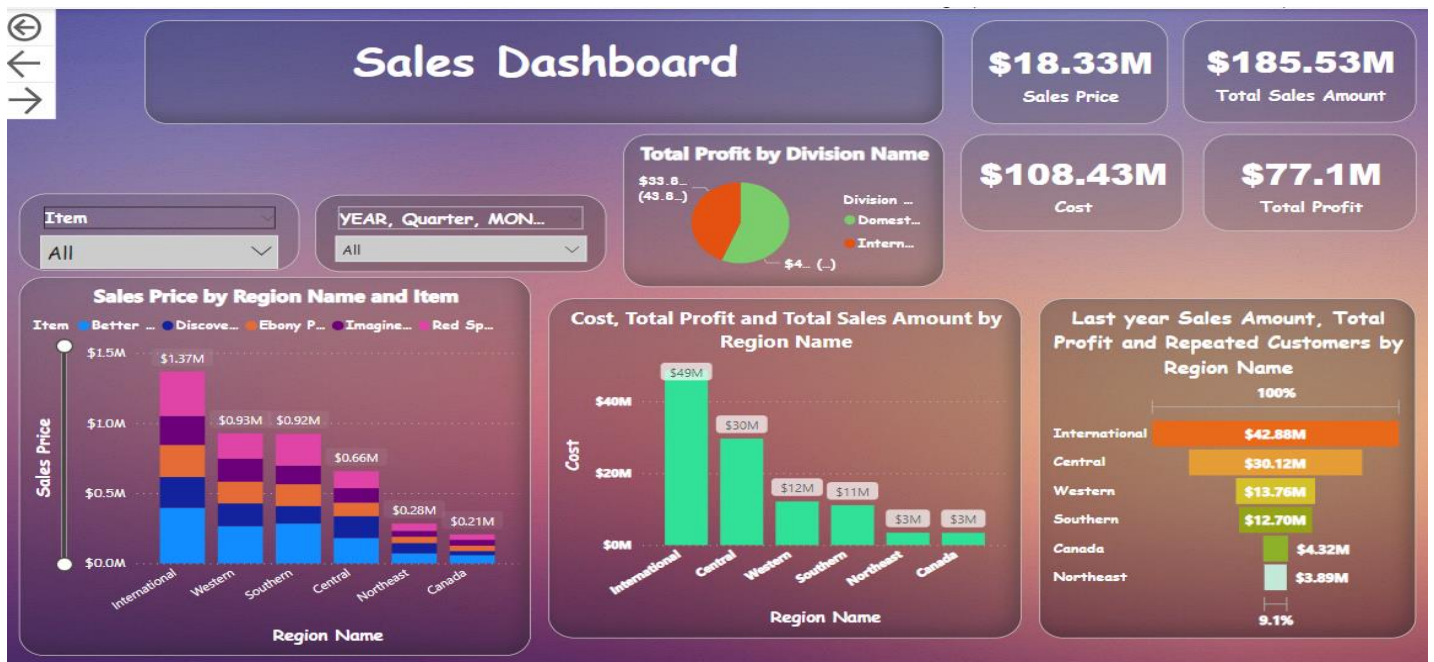 Sales Dashboard
$18.33M
Sales Price
$185.53M
Total Sales Amount
$108.43M
Cost
$77.1M
Total Profit
Item
All
YEAR, Quarter, MON...
All
Total Profit by Division Name
$33.8...
(43.8...)
$4... (...)
Division ...
Domest...
Intern...
Sales Price by Region Name and Item
Item Better ... Discove... Ebony P... Imagine... Red Sp...
Sales Price
$1.5M
$1.0M
$0.5M
$0.0M
$1.37M
$0.93M
$0.92M
$0.66M
$0.28M
$0.21M
International
Western
Southern
Central
Northeast
Canada
Region Name
Cost, Total Profit and Total Sales Amount by
Region Name
Cost
$40M
$20M
$0M
$49M
$30M
$12M
$11M
$3M
$3M
International
Central
Western
Southern
Northeast
Canada
Region Name
Last year Sales Amount, Total
Profit and Repeated Customers by
Region Name
100%
International $42.88M
Central $30.12M
Western $13.76M
Southern $12.70M
Canada $4.32M
Northeast $3.89M
9.1%